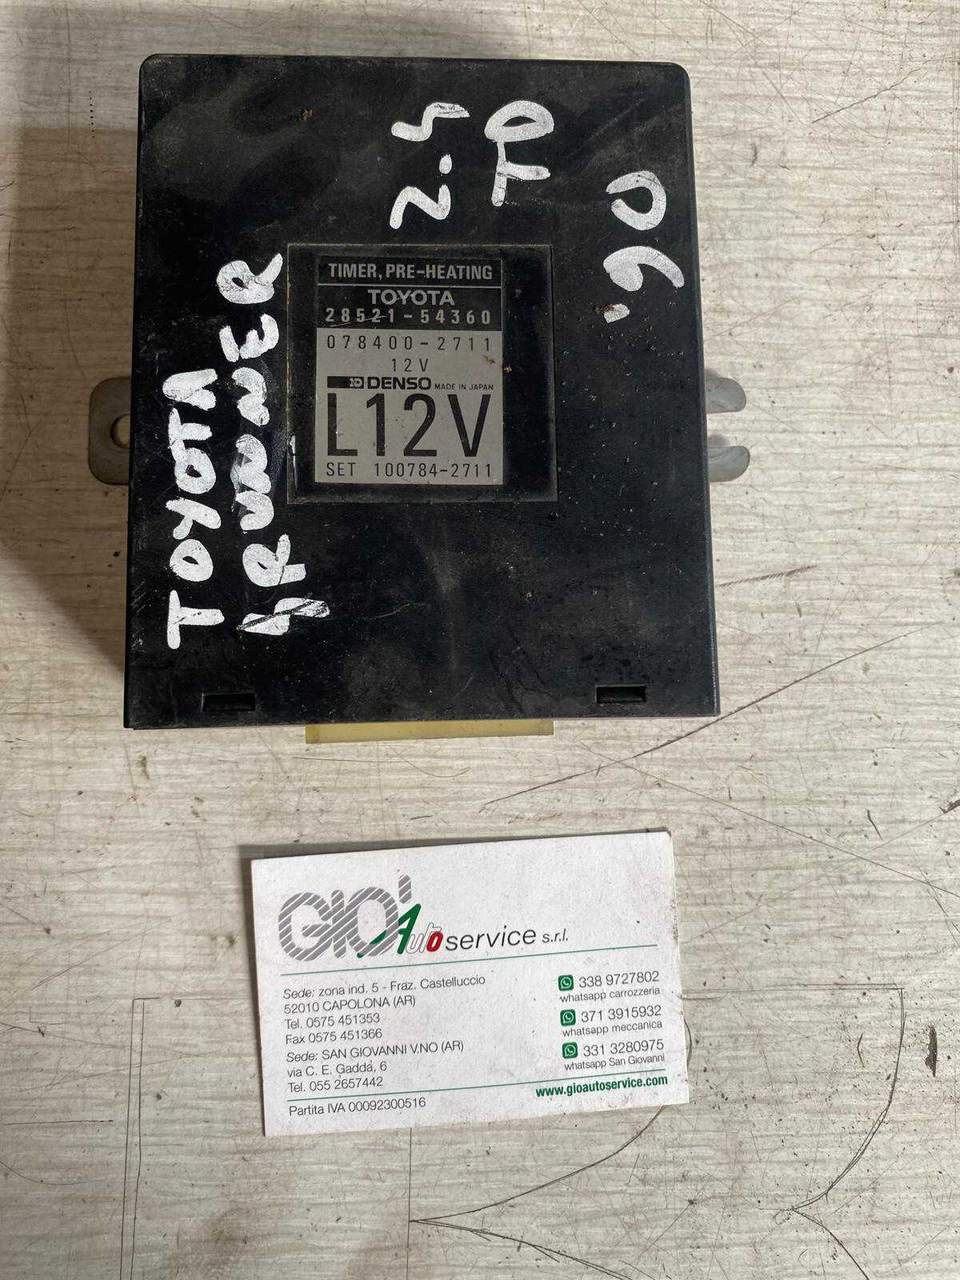 2.4
TD
'90
TOYOTA
4RUNNER
TIMER, PRE-HEATING
TOYOTA
28521-54360
078400-2711
12V
DENSO MADE IN JAPAN
L12V
SET 100784-2711
GIO' Auto service s.r.l.
Sede: zona ind. 5 - Fraz. Castelluccio
52010 CAPOLONA (AR)
Tel. 0575 451353
Fax 0575 451366
Sede: SAN GIOVANNI V.NO (AR)
via C. E. Gadda, 6
Tel. 055 2657442
Partita IVA 00092300516
338 9727802
whatsapp carrozzeria
371 3915932
whatsapp meccanica
331 3280975
whatsapp San Giovanni
www.gioautoservice.com